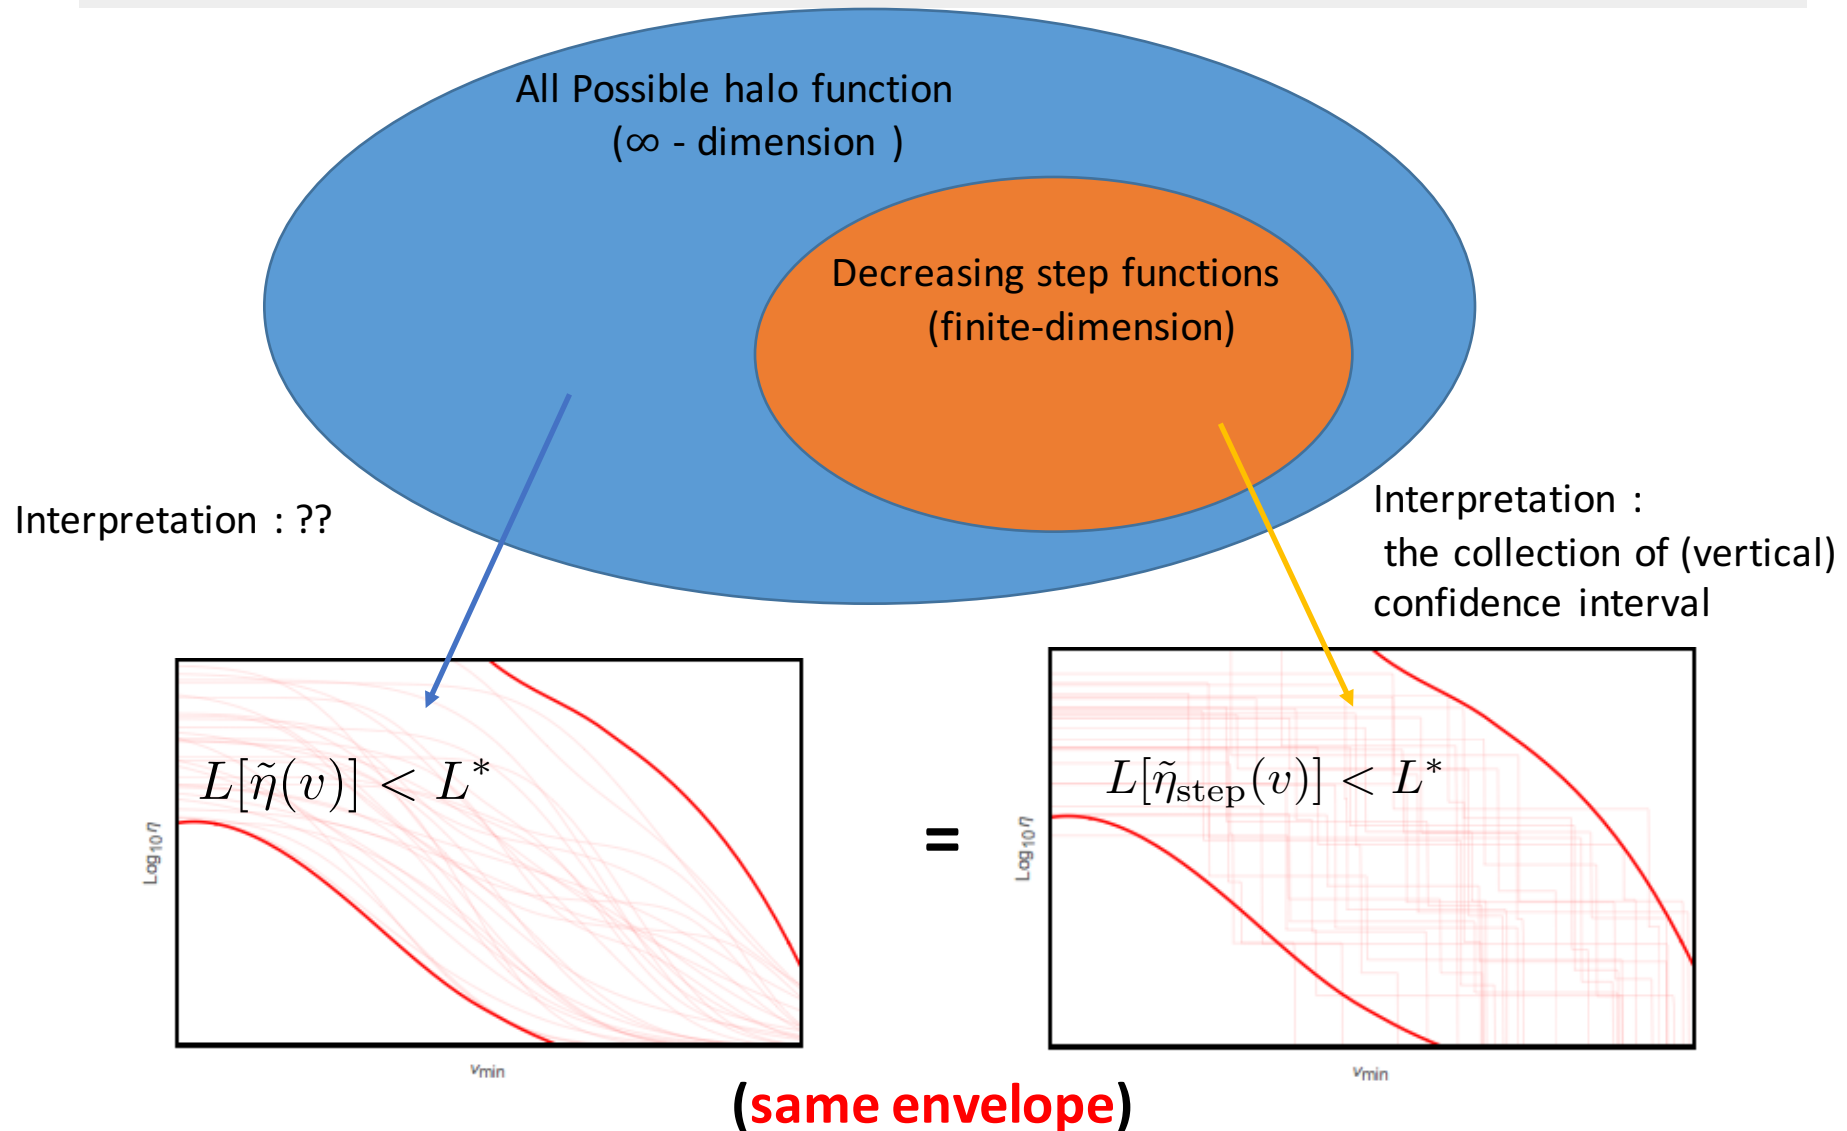 All Possible halo function
(∞ - dimension )
Decreasing step functions
(finite-dimension)
Interpretation : ??
Interpretation :
the collection of (vertical)
confidence interval
L[η̃(v)] < L*
L[η̃step(v)] < L*
Log10η
=
Log10η
vmin
vmin
(same envelope)